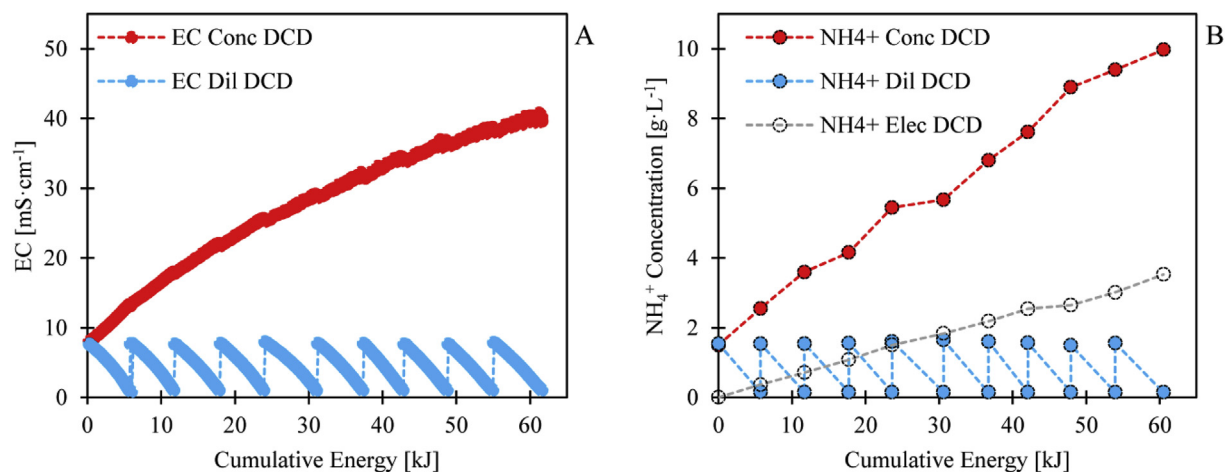 A
EC Conc DCD
EC Dil DCD
50
40
30
20
10
0
EC [mS·cm⁻¹]
0 10 20 30 40 50 60
Cumulative Energy [kJ]
B
NH4+ Conc DCD
NH4+ Dil DCD
NH4+ Elec DCD
10
8
6
4
2
0
NH₄⁺ Concentration [g·L⁻¹]
0 10 20 30 40 50 60
Cumulative Energy [kJ]